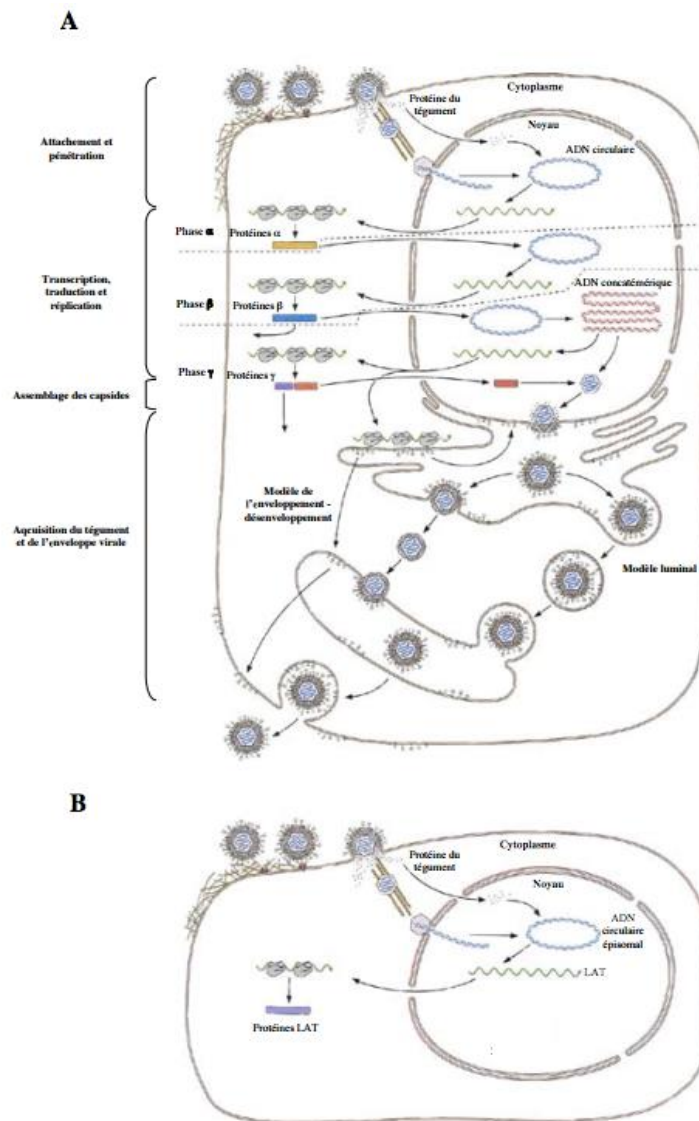 A
Cytoplasme
Protéine du
tégument
Noyau
ADN circulaire
Attachement et
pénétration
Phase α
Protéines α
Transcription,
traduction et
réplication
ADN concatémérique
Phase β
Protéines β
Phase γ
Protéines γ
Assemblage des capsides
Modèle de
l'enveloppement -
désenveloppement
Aqcuisition du tégument
et de l'enveloppe virale
Modèle luminal
B
Cytoplasme
Protéine du
tégument
Noyau
ADN
circulaire
épisomal
LAT
Protéines LAT